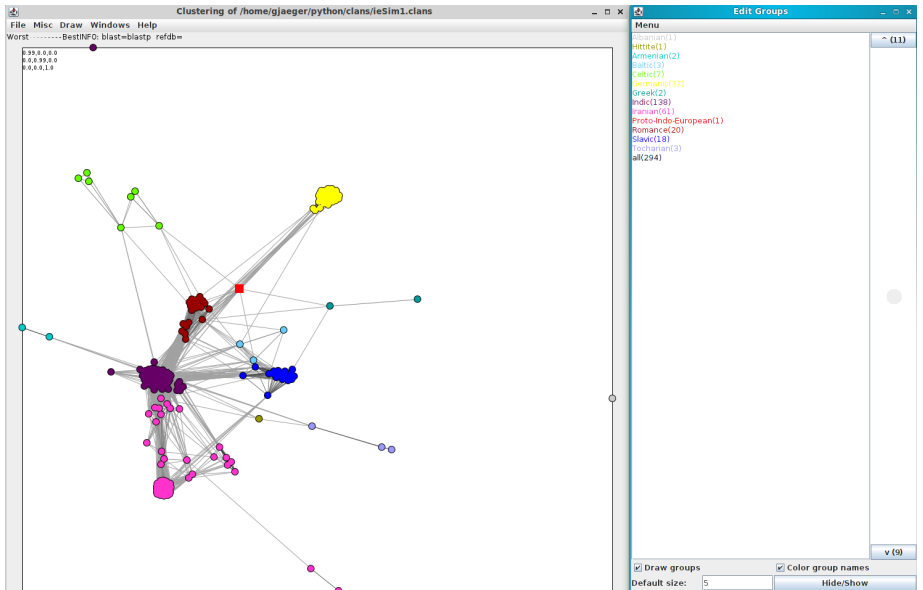 Clustering of /home/gjaeger/python/clans/ieSim1.clans
File Misc Draw Windows Help
Worst --------BestINFO: blast=blastp refdb=
0.99,0.0,0.0
0.0,0.99,0.0
0.0,0.0,1.0
Edit Groups
Menu
Albanian(1)
Hittite(1)
Armenian(2)
Baltic(3)
Celtic(7)
Greek(2)
Indic(138)
Iranian(61)
Proto-Indo-European(1)
Romance(20)
Slavic(18)
Tocharian(3)
all(294)
^ (11)
v (9)
Draw groups
Color group names
Default size: 5
Hide/Show